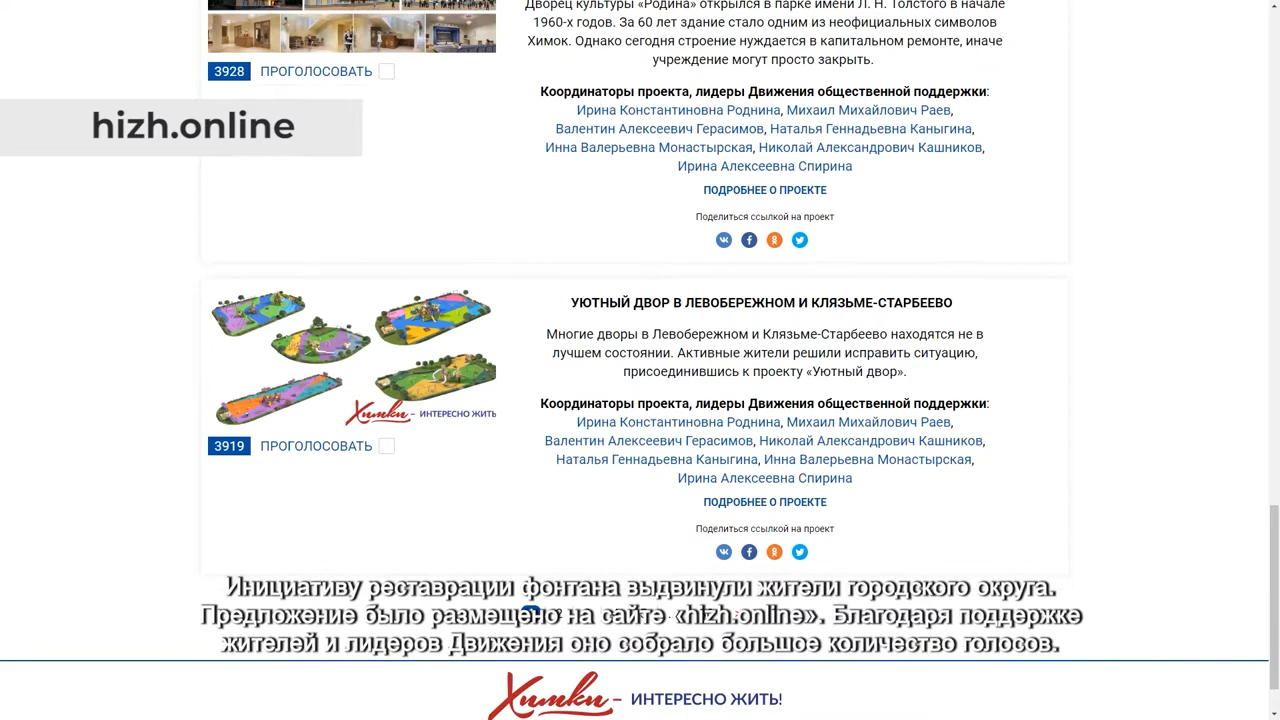 Дворец культуры «Родина» открылся в парке имени Л. Н. Толстого в начале
1960-х годов. За 60 лет здание стало одним из неофициальных символов
Химок. Однако сегодня строение нуждается в капитальном ремонте, иначе
учреждение могут просто закрыть.
3928 ПРОГОЛОСОВАТЬ
hizh.online
Координаторы проекта, лидеры Движения общественной поддержки:
Ирина Константиновна Роднина, Михаил Михайлович Раев,
Валентин Алексеевич Герасимов, Наталья Геннадьевна Каныгина,
Инна Валерьевна Монастырская, Николай Александрович Кашников,
Ирина Алексеевна Спирина
ПОДРОБНЕЕ О ПРОЕКТЕ
Поделиться ссылкой на проект
УЮТНЫЙ ДВОР В ЛЕВОБЕРЕЖНОМ И КЛЯЗЬМЕ-СТАРБЕЕВО
Многие дворы в Левобережном и Клязьме-Старбеево находятся не в
лучшем состоянии. Активные жители решили исправить ситуацию,
присоединившись к проекту «Уютный двор».
Химки – ИНТЕРЕСНО ЖИТЬ
3919 ПРОГОЛОСОВАТЬ
Координаторы проекта, лидеры Движения общественной поддержки:
Ирина Константиновна Роднина, Михаил Михайлович Раев,
Валентин Алексеевич Герасимов, Николай Александрович Кашников,
Наталья Геннадьевна Каныгина, Инна Валерьевна Монастырская,
Ирина Алексеевна Спирина
ПОДРОБНЕЕ О ПРОЕКТЕ
Поделиться ссылкой на проект
Инициативу реставрации фонтана выдвинули жители городского округа.
Предложение было размещено на сайте «hizh.online». Благодаря поддержке
жителей и лидеров Движения оно собрало большое количество голосов.
Химки – ИНТЕРЕСНО ЖИТЬ!